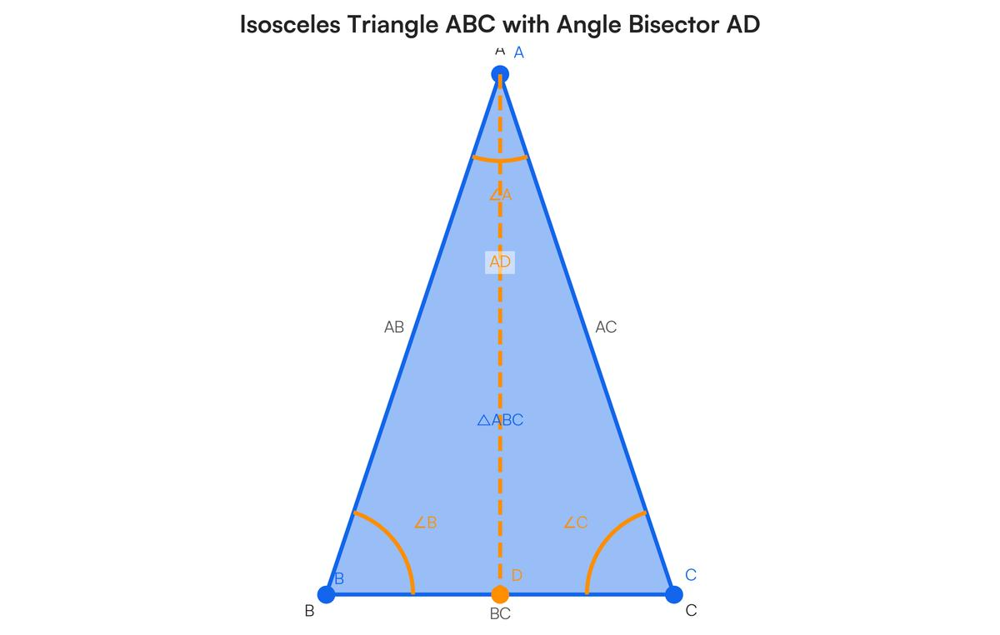 Isosceles Triangle ABC with Angle Bisector AD
A
A
∠A
AD
AB
AC
△ABC
∠B
∠C
B
D
C
B
BC
C